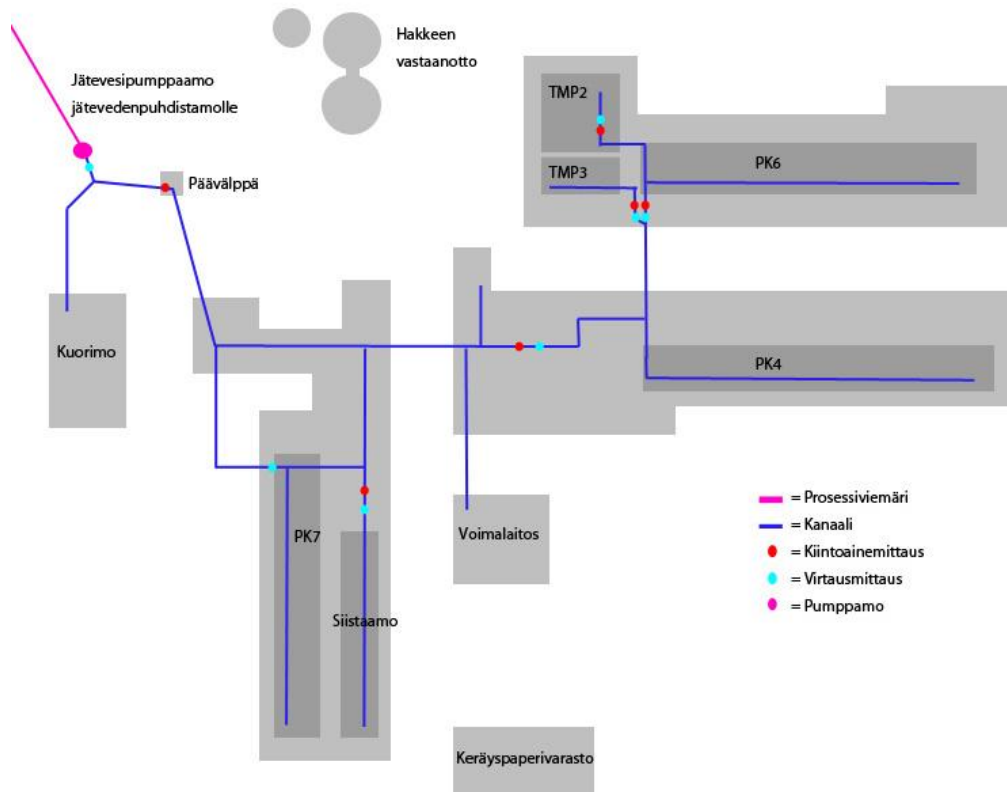 Hakkeen
vastaanotto
Jätevesipumppaamo
jätevedenpuhdistamolle
TMP2
PK6
TMP3
Päävälppä
Kuorimo
PK4
= Prosessiviemäri
= Kanaali
= Kiintoainemittaus
= Virtausmittaus
= Pumppamo
PK7
Voimalaitos
Siistaamo
Keräyspaperivarasto